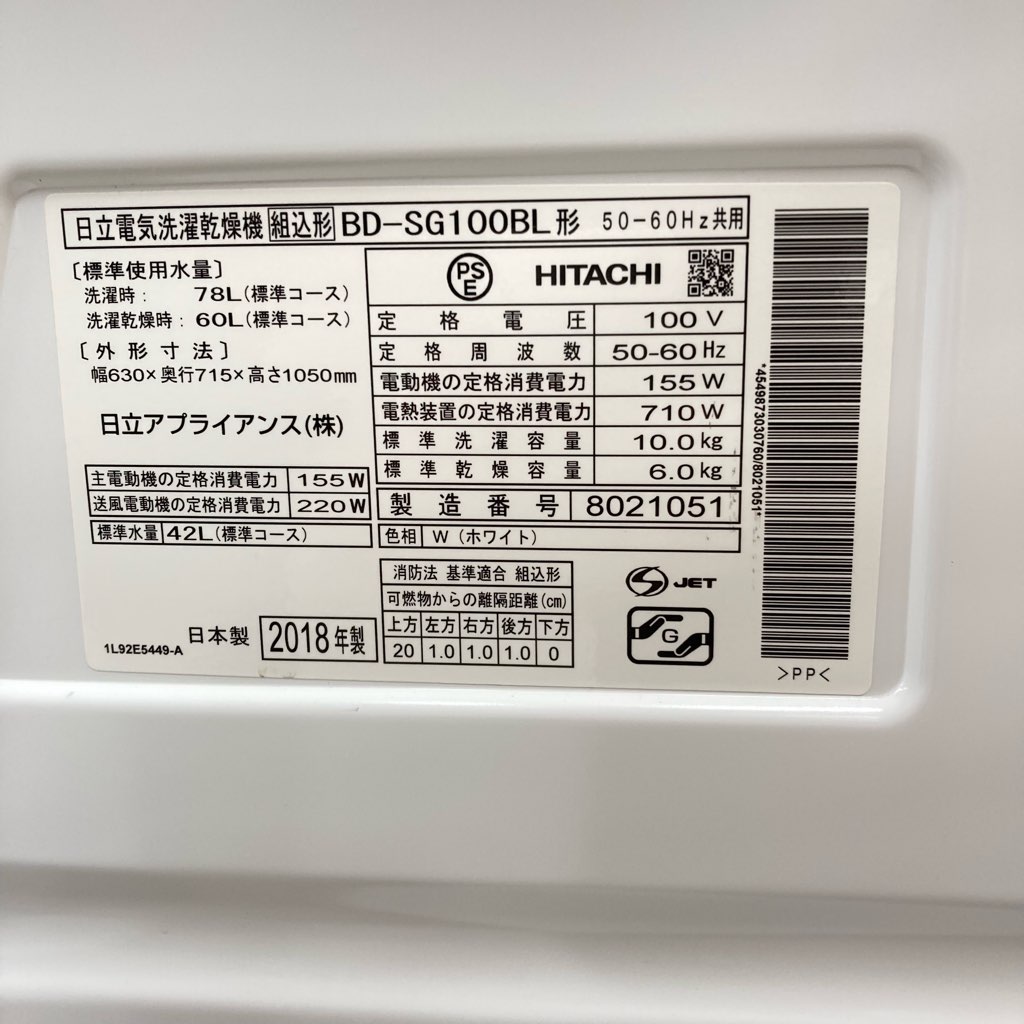 日立電気洗濯乾燥機 組込形 BD-SG100BL形 50-60Hz共用
〔標準使用水量〕
洗濯時: 78L(標準コース)
洗濯乾燥時: 60L(標準コース)
〔外形寸法〕
幅630×奥行715×高さ1050mm
日立アプライアンス(株)
主電動機の定格消費電力 155W
送風電動機の定格消費電力 220W
標準水量 42L(標準コース)
日本製 2018年製
1L92E5449-A
PSE HITACHI
定格電圧 100V
定格周波数 50-60Hz
電動機の定格消費電力 155W
電熱装置の定格消費電力 710W
標準洗濯容量 10.0kg
標準乾燥容量 6.0kg
製造番号 8021051
色相 W(ホワイト)
消防法 基準適合 組込形
可燃物からの離隔距離(cm)
上方 左方 右方 後方 下方
20 1.0 1.0 1.0 0
S JET
G
*4549873030760/8021051*
>PP<